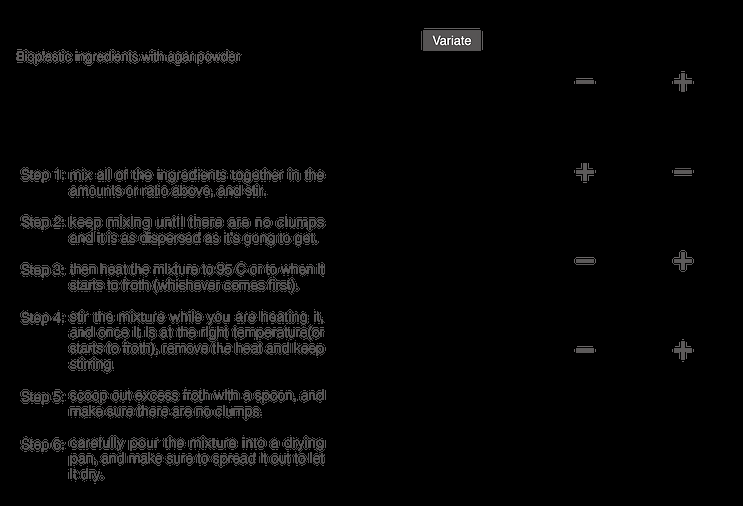 Variate
Bioplastic ingredients with agar powder
− +
Step 1: mix all of the ingredients together in the
amounts or ratio above, and stir.
+ −
Step 2: keep mixing until there are no clumps
and it is as dispersed as it's gong to get.
Step 3: then heat the mixture to 95 C or to when it
starts to froth (whichever comes first).
− +
Step 4: stir the mixture while you are heating it,
and once it is at the right temperature(or
starts to froth), remove the heat and keep
stirring.
− +
Step 5: scoop out excess froth with a spoon, and
make sure there are no clumps.
Step 6: carefully pour the mixture into a drying
pan, and make sure to spread it out to let
it dry.